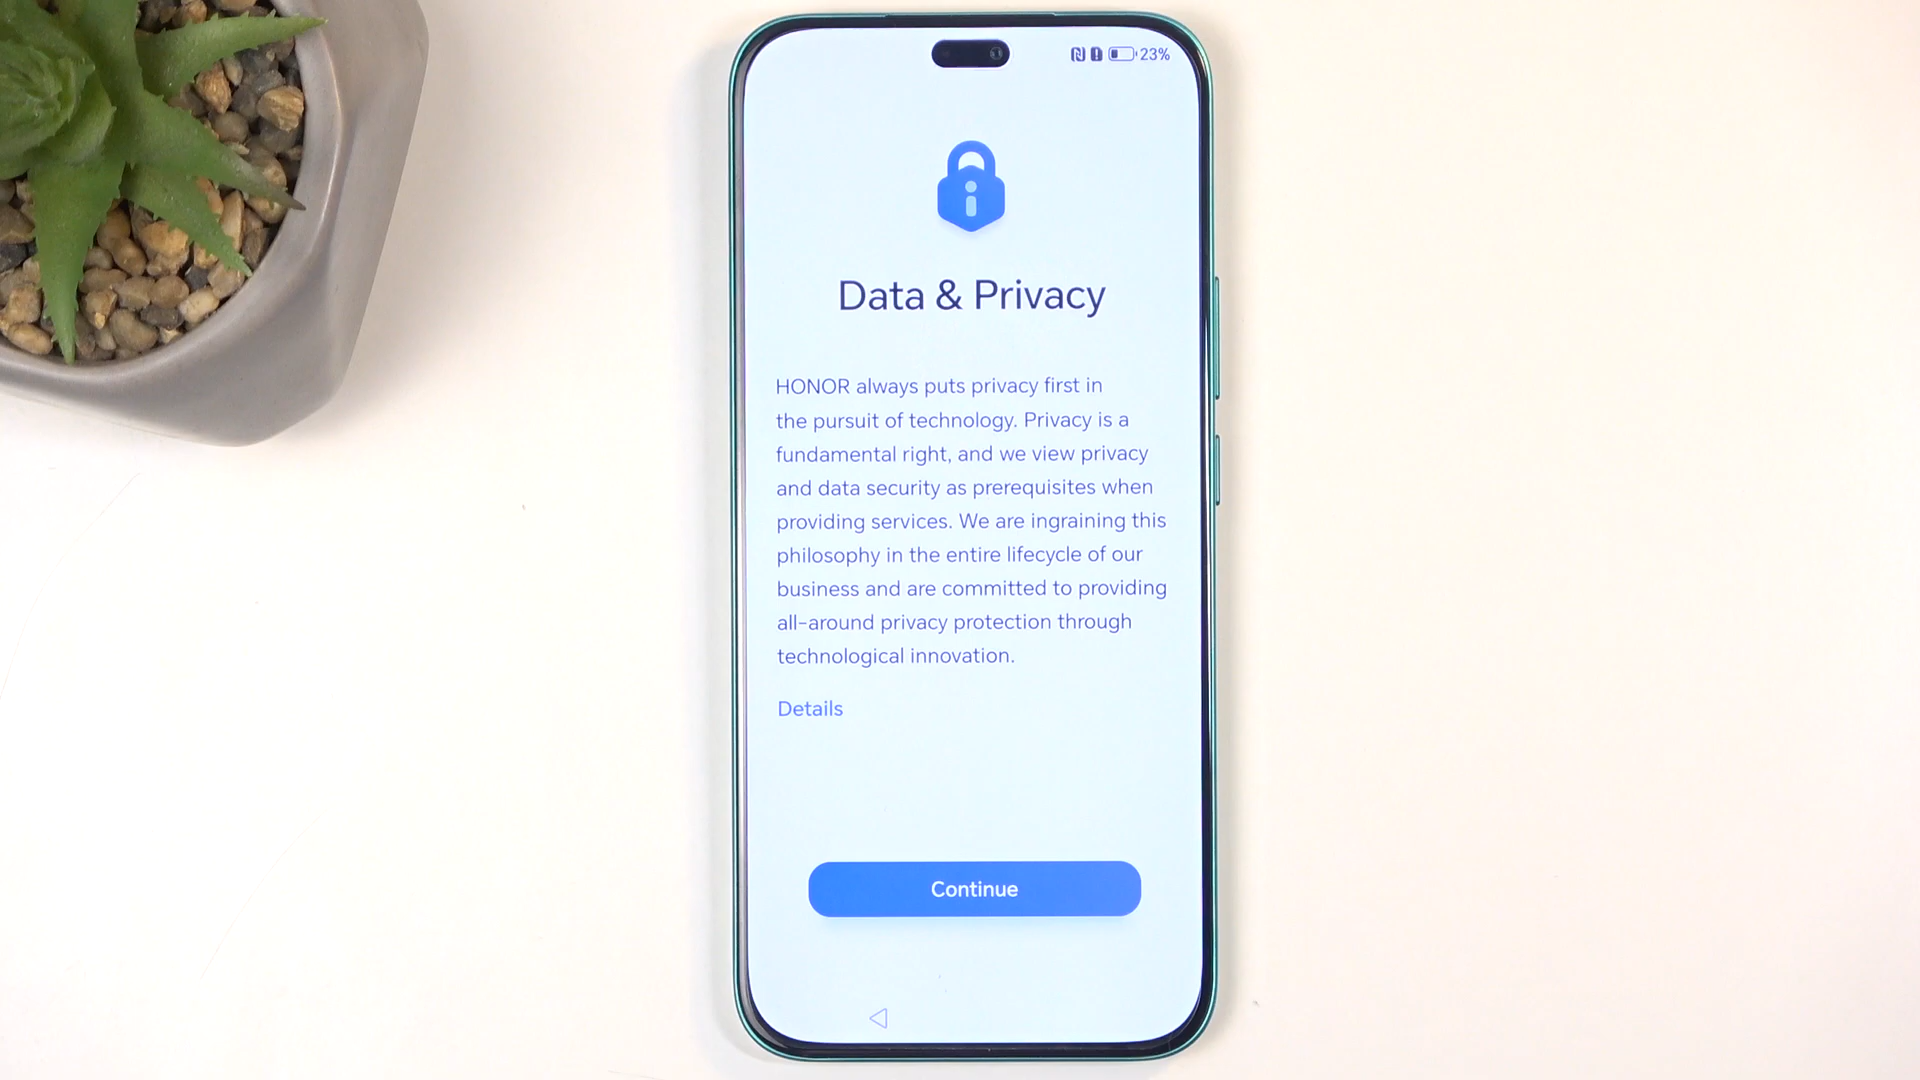 23%
Data & Privacy
HONOR always puts privacy first in
the pursuit of technology. Privacy is a
fundamental right, and we view privacy
and data security as prerequisites when
providing services. We are ingraining this
philosophy in the entire lifecycle of our
business and are committed to providing
all-around privacy protection through
technological innovation.
Details
Continue